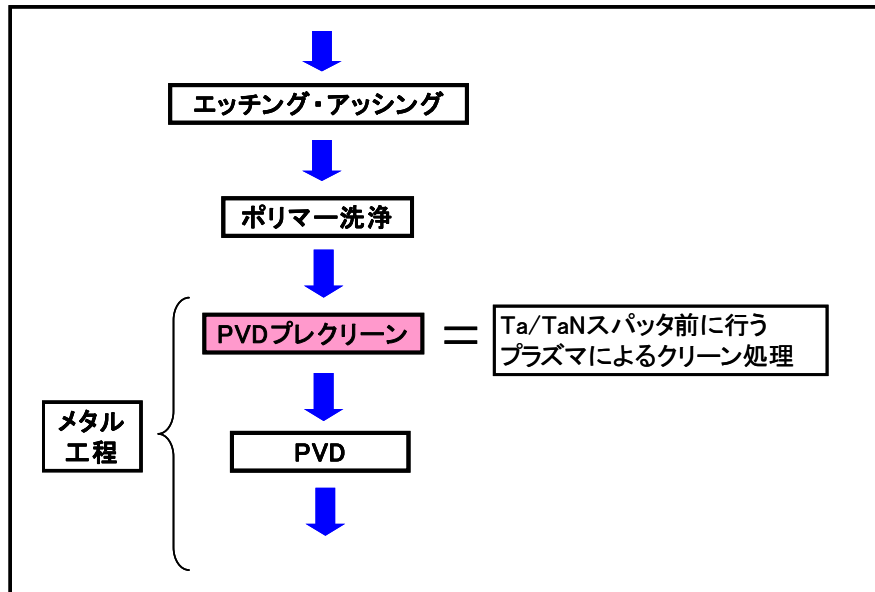 エッチング・アッシング
ポリマー洗浄
PVDプレクリーン
=
Ta/TaNスパッタ前に行う
プラズマによるクリーン処理
メタル
工程
PVD